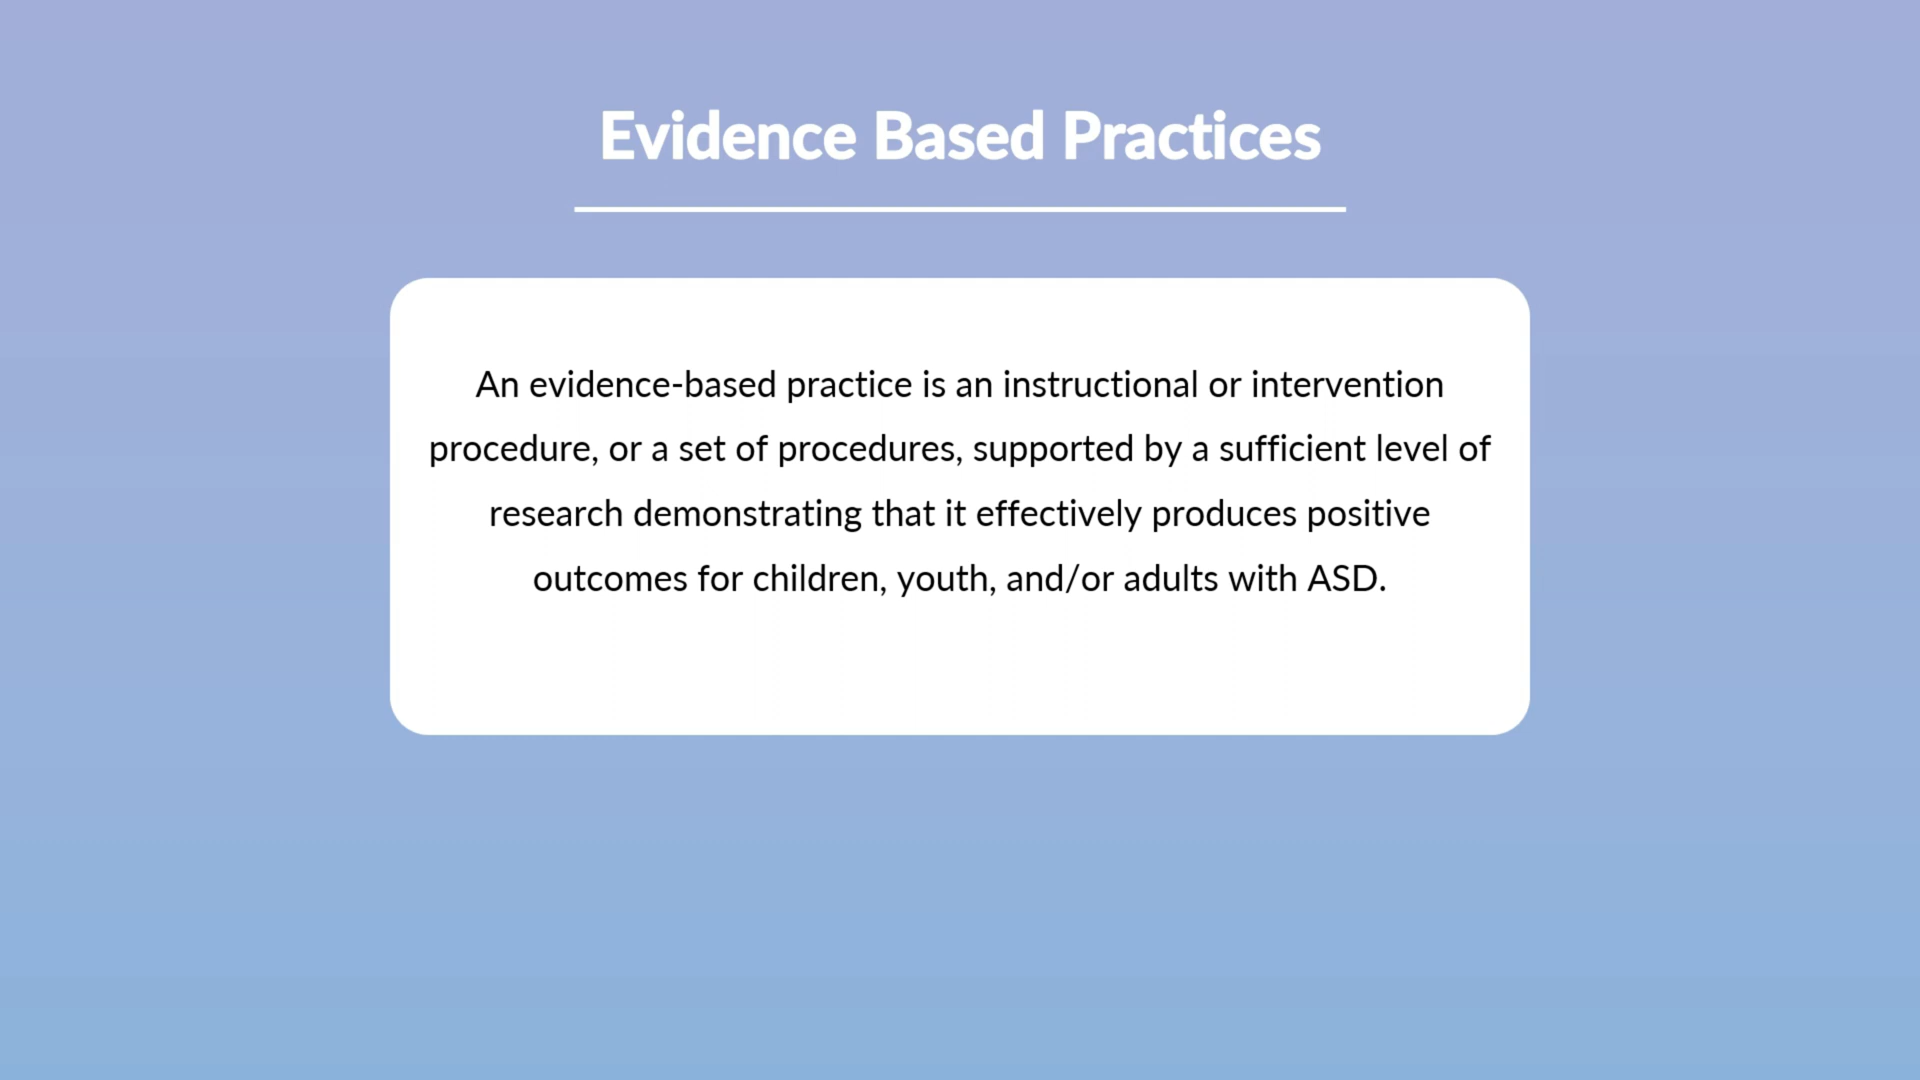 Evidence Based Practices
An evidence-based practice is an instructional or intervention
procedure, or a set of procedures, supported by a sufficient level of
research demonstrating that it effectively produces positive
outcomes for children, youth, and/or adults with ASD.